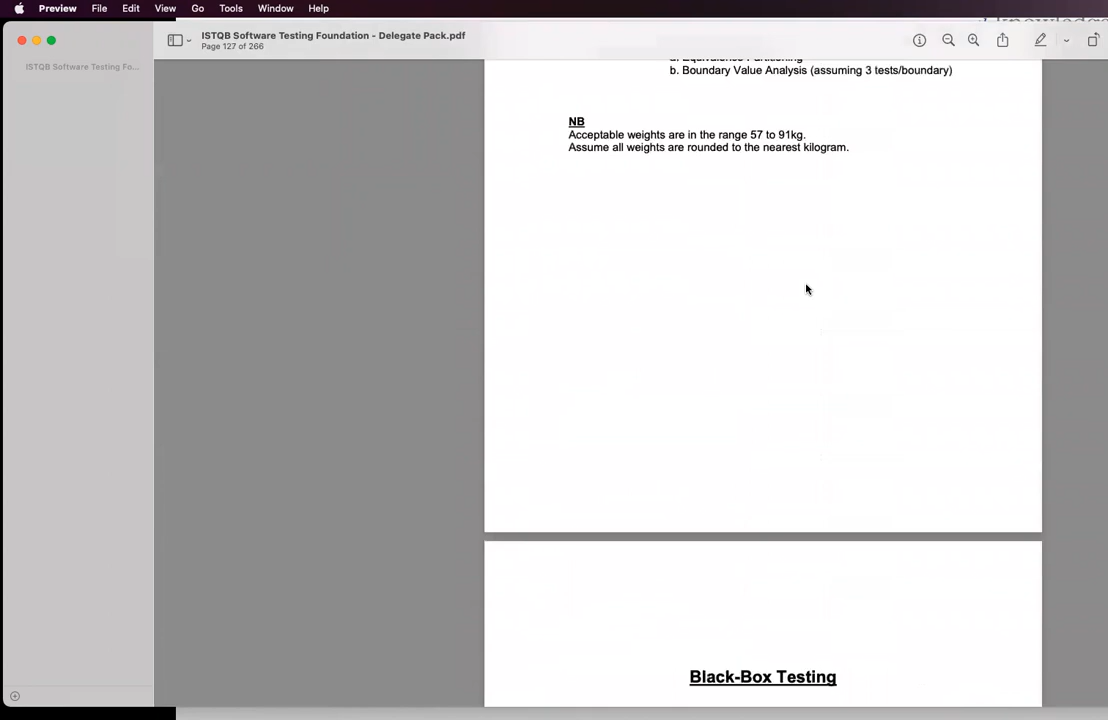 Preview File Edit View Go Tools Window Help
ISTQB Software Testing Foundation - Delegate Pack.pdf
Page 127 of 266
ISTQB Software Testing Fo...
a. Equivalence Partitioning
b. Boundary Value Analysis (assuming 3 tests/boundary)
NB
Acceptable weights are in the range 57 to 91kg.
Assume all weights are rounded to the nearest kilogram.
Black-Box Testing